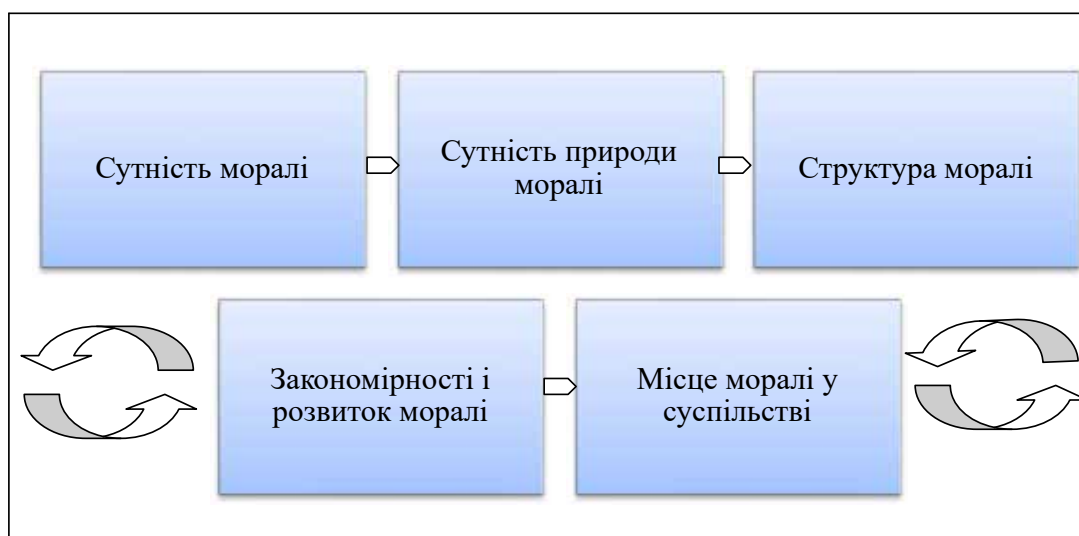 Сутність моралі
Сутність природи
моралі
Структура моралі
Закономірності і
розвиток моралі
Місце моралі у
суспільстві